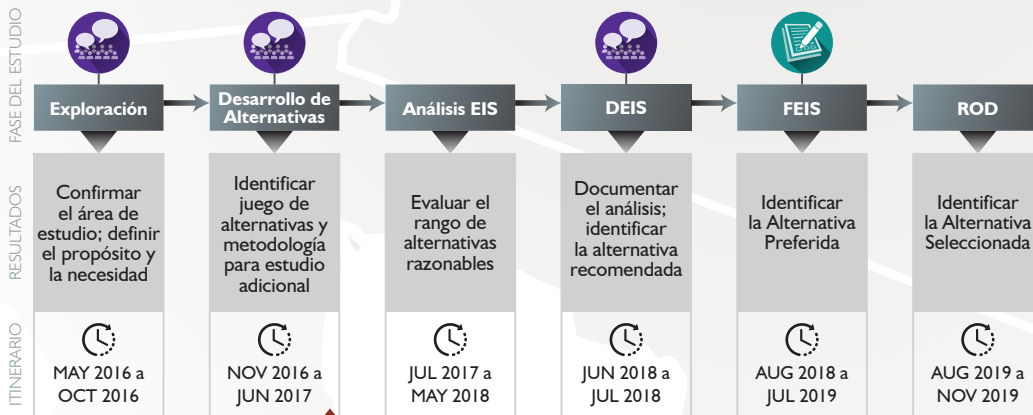 FASE DEL ESTUDIO
Exploración
Desarrollo de
Alternativas
Análisis EIS
DEIS
FEIS
ROD
RESULTADOS
Confirmar
el área de
estudio; definir
el propósito y
la necesidad
Identificar
juego de
alternativas y
metodología
para estudio
adicional
Evaluar el
rango de
alternativas
razonables
Documentar
el análisis;
identificar
la alternativa
recomendada
Identificar
la Alternativa
Preferida
Identificar
la Alternativa
Seleccionada
ITINERARIO
MAY 2016 a
OCT 2016
NOV 2016 a
JUN 2017
JUL 2017 a
MAY 2018
JUN 2018 a
JUL 2018
AUG 2018 a
JUL 2019
AUG 2019 a
NOV 2019